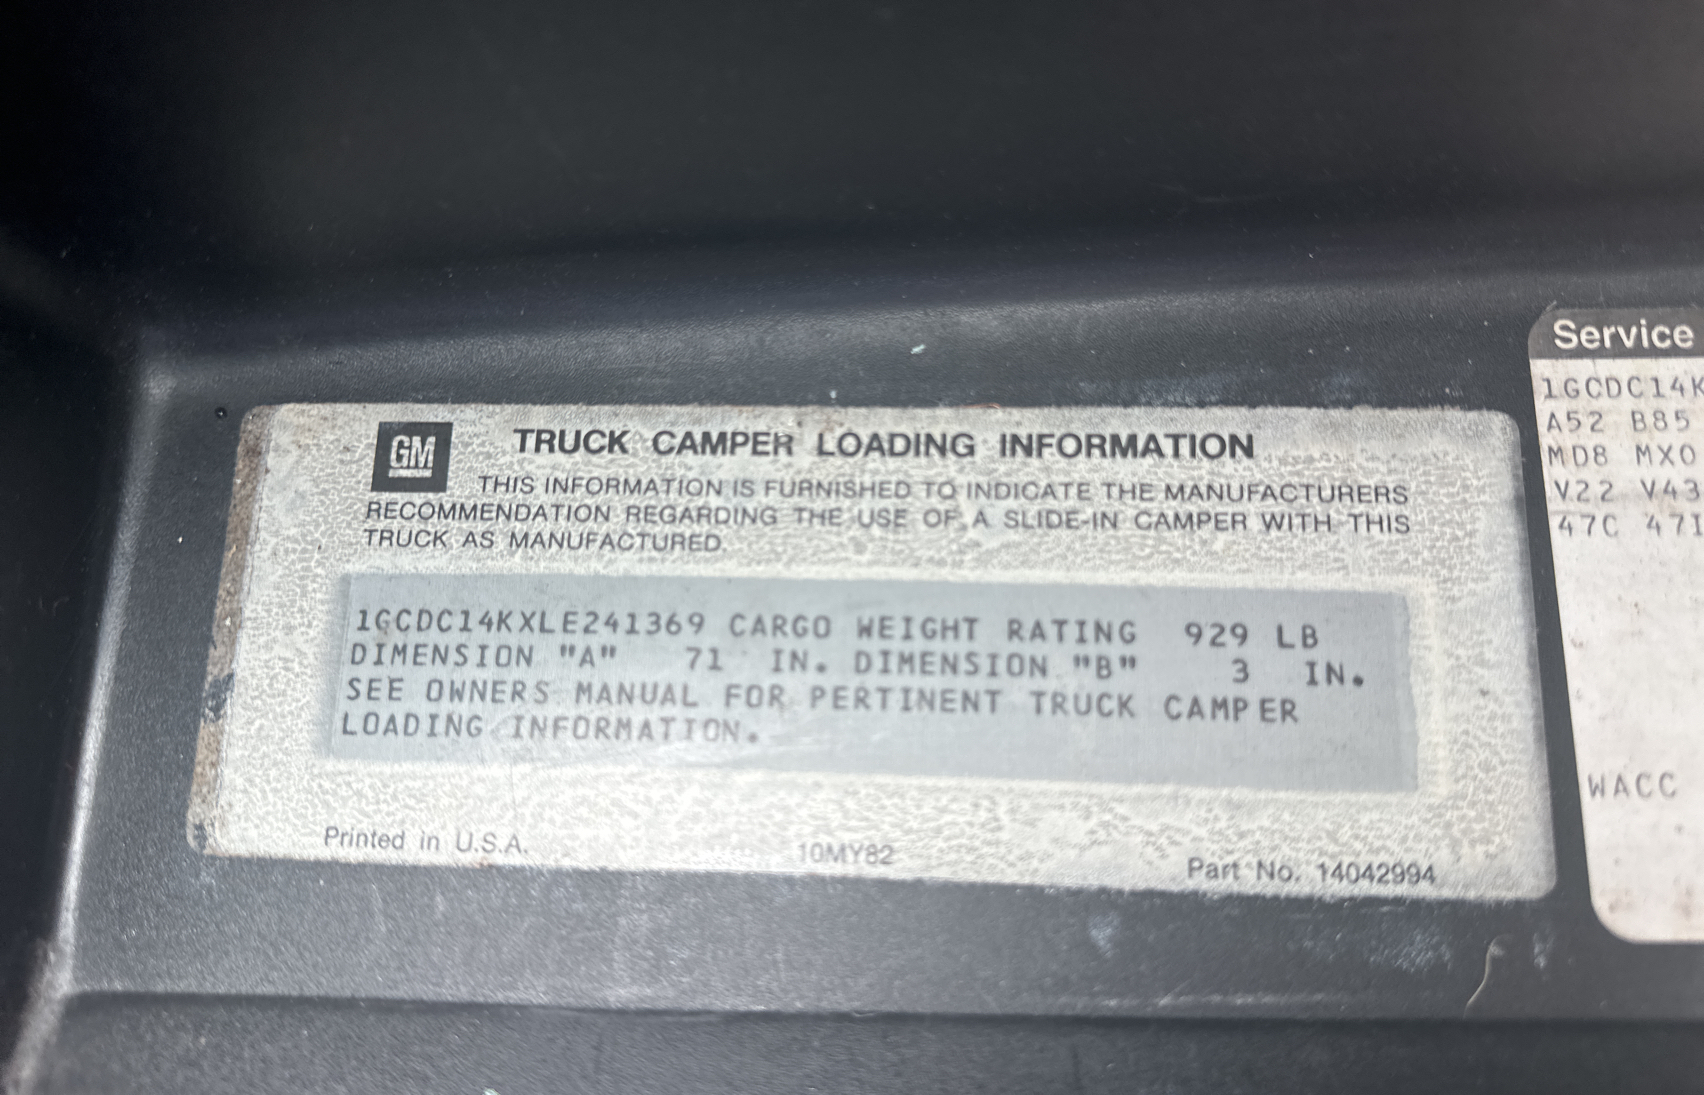 GM
TRUCK CAMPER LOADING INFORMATION
THIS INFORMATION IS FURNISHED TO INDICATE THE MANUFACTURERS
RECOMMENDATION REGARDING THE USE OF A SLIDE-IN CAMPER WITH THIS
TRUCK AS MANUFACTURED.
1GCDC14KXLE241369 CARGO WEIGHT RATING 929 LB
DIMENSION "A" 71 IN. DIMENSION "B" 3 IN.
SEE OWNERS MANUAL FOR PERTINENT TRUCK CAMPER
LOADING INFORMATION.
Printed in U.S.A. 10MY82 Part No. 14042994
Service
1GCDC14K
A52 B85
MD8 MX0
V22 V43
47C 471
WACC